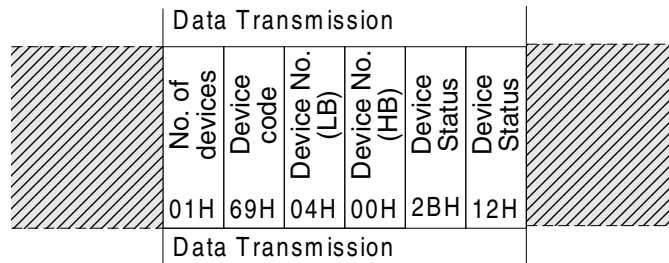 Data Transmission
No. of
devices
Device
code
Device No.
(LB)
Device No.
(HB)
Device
Status
Device
Status
01H 69H 04H 00H 2BH 12H
Data Transmission